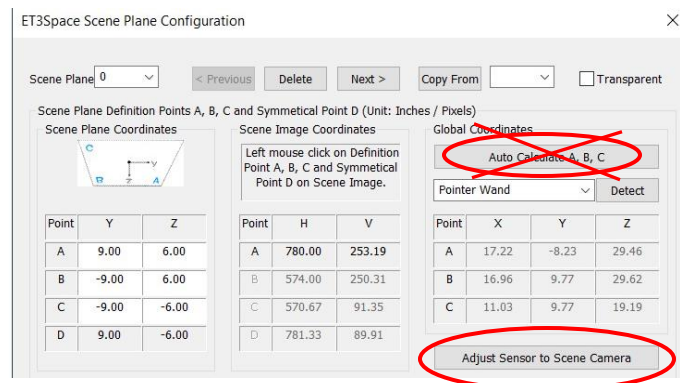 ET3Space Scene Plane Configuration
Scene Plane 0 < Previous Delete Next > Copy From Transparent
Scene Plane Definition Points A, B, C and Symmetical Point D (Unit: Inches / Pixels)
Scene Plane Coordinates Scene Image Coordinates Global Coordinates
C Y B Z A
Left mouse click on Definition
Point A, B, C and Symmetical
Point D on Scene Image.
Auto Calculate A, B, C
Pointer Wand Detect
Point Y Z Point H V Point X Y Z
A 9.00 6.00 A 780.00 253.19 A 17.22 -8.23 29.46
B -9.00 6.00 B 574.00 250.31 B 16.96 9.77 29.62
C -9.00 -6.00 C 570.67 91.35 C 11.03 9.77 19.19
D 9.00 -6.00 D 781.33 89.91
Adjust Sensor to Scene Camera